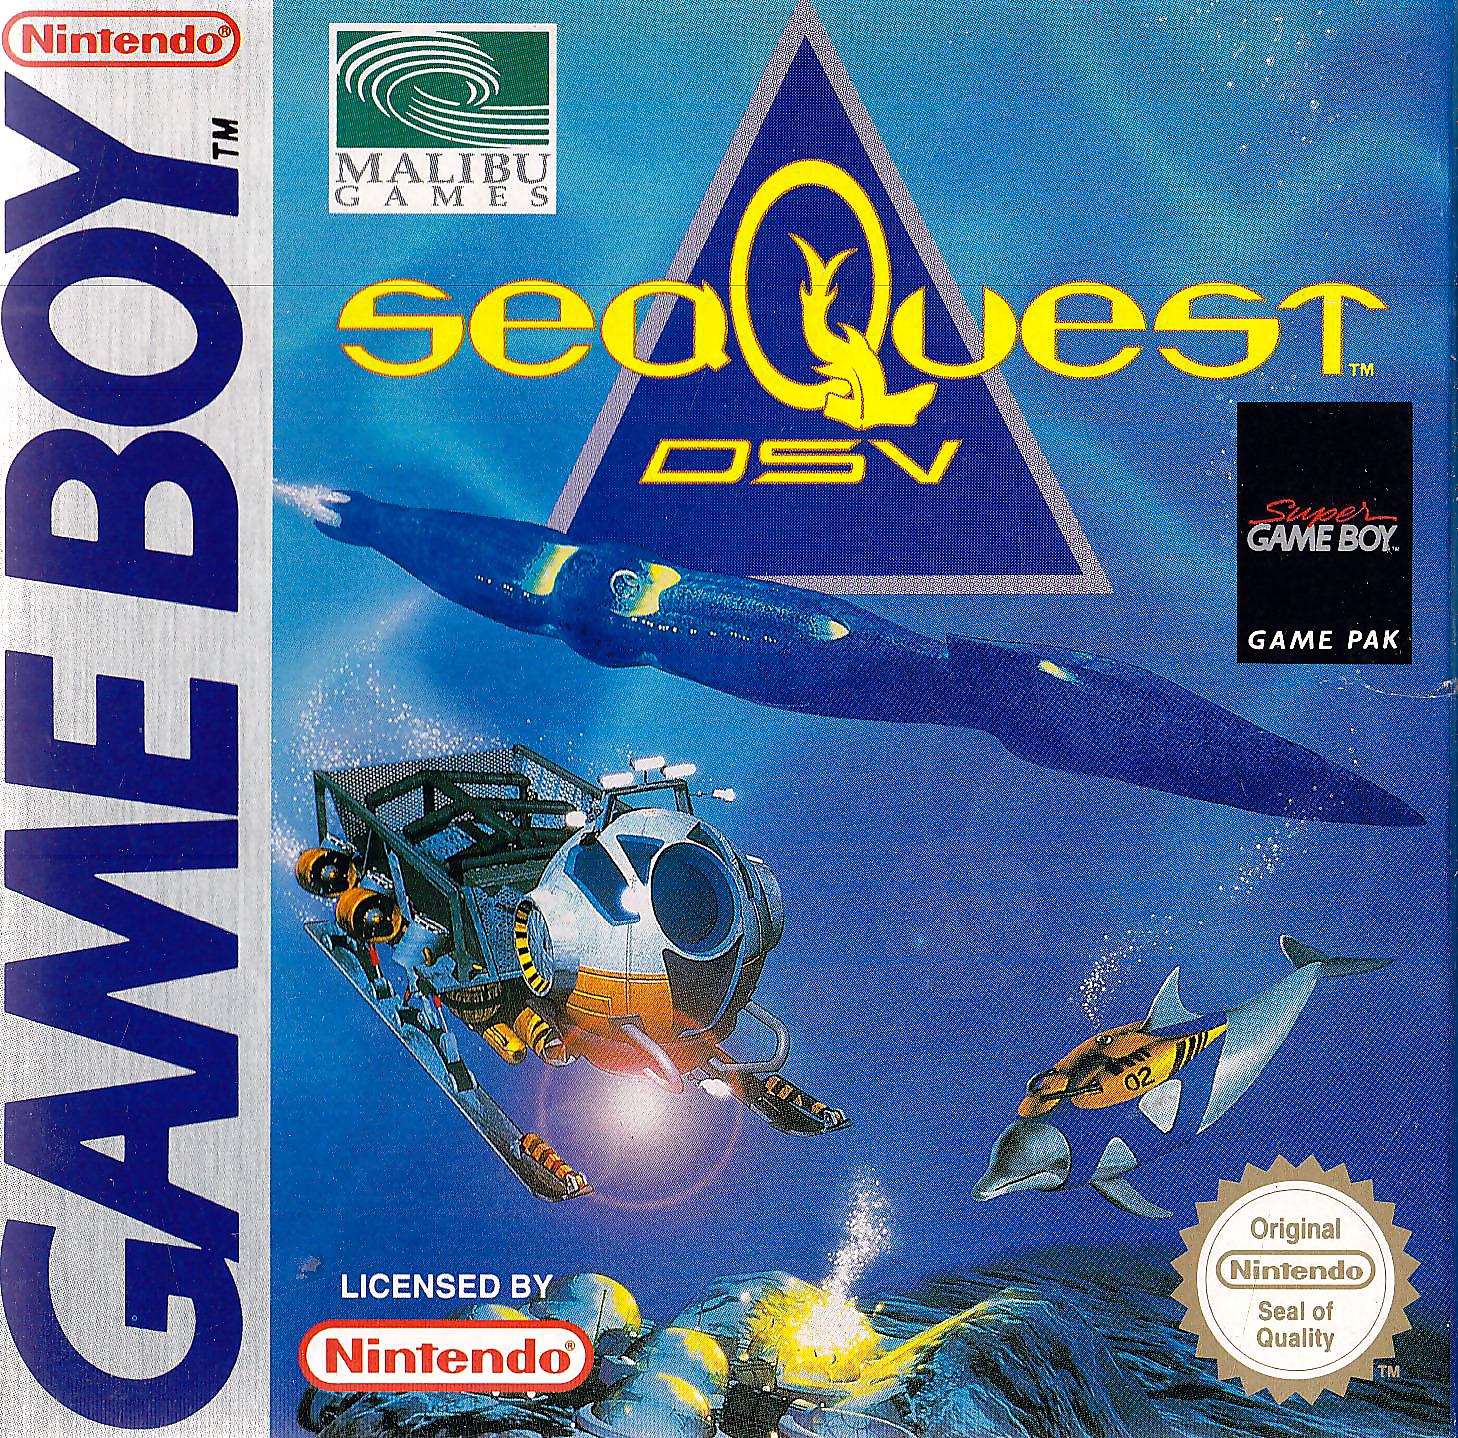 Nintendo®
GAME BOY™
MALIBU
GAMES
seaQuest™
DSV
Super
GAME BOY™
GAME PAK
02
LICENSED BY
Nintendo®
Original
Nintendo
Seal of
Quality
TM